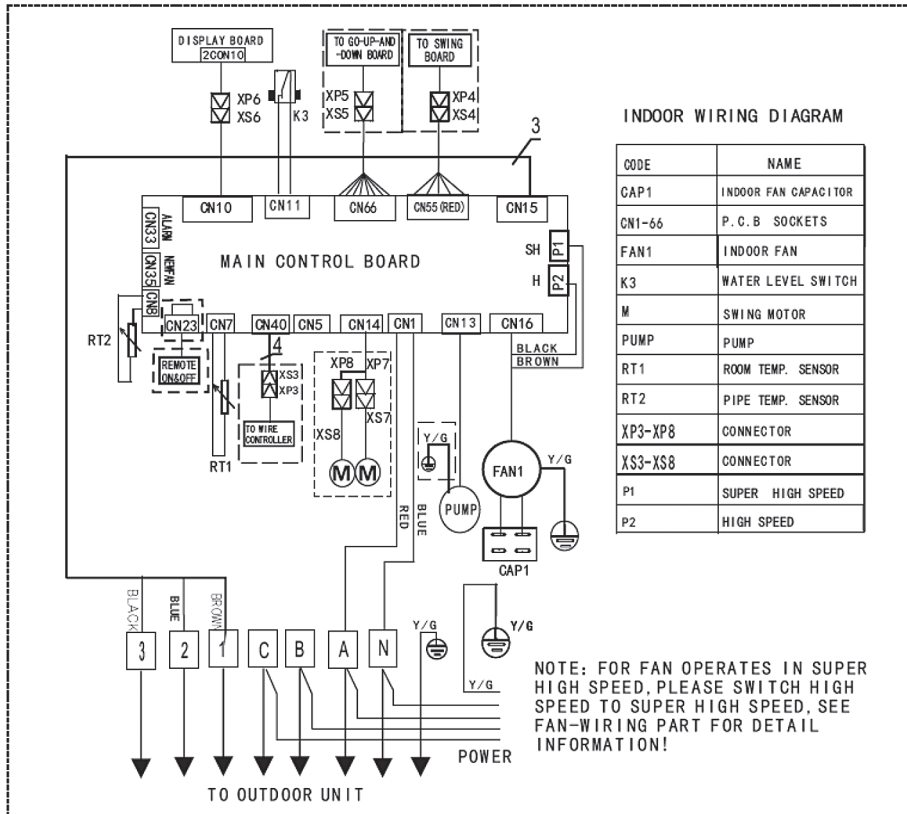 DISPLAY BOARD
2CON10
TO GO-UP-AND
-DOWN BOARD
TO SWING
BOARD
XP6
XS6
K3
XP5
XS5
XP4
XS4
3
CN10
CN11
CN66
CN55(RED)
CN15
ALARM
CN33
NEWFAN
CN35
CN8
MAIN CONTROL BOARD
SH
P1
H
P2
CN23
CN7
CN40
CN5
CN14
CN1
CN13
CN16
RT2
REMOTE
ON&OFF
RT1
4
XS3
XP3
TO WIRE
CONTROLLER
XP8
XP7
XS8
XS7
M
M
RED
BLUE
Y/G
PUMP
BLACK
BROWN
FAN1
Y/G
CAP1
BLACK
BLUE
BROWN
3
2
1
C
B
A
N
Y/G
Y/G
Y/G
POWER
TO OUTDOOR UNIT
INDOOR WIRING DIAGRAM
CODE NAME
CAP1 INDOOR FAN CAPACITOR
CN1-66 P.C.B SOCKETS
FAN1 INDOOR FAN
K3 WATER LEVEL SWITCH
M SWING MOTOR
PUMP PUMP
RT1 ROOM TEMP. SENSOR
RT2 PIPE TEMP. SENSOR
XP3-XP8 CONNECTOR
XS3-XS8 CONNECTOR
P1 SUPER HIGH SPEED
P2 HIGH SPEED
NOTE: FOR FAN OPERATES IN SUPER
HIGH SPEED, PLEASE SWITCH HIGH
SPEED TO SUPER HIGH SPEED, SEE
FAN-WIRING PART FOR DETAIL
INFORMATION!